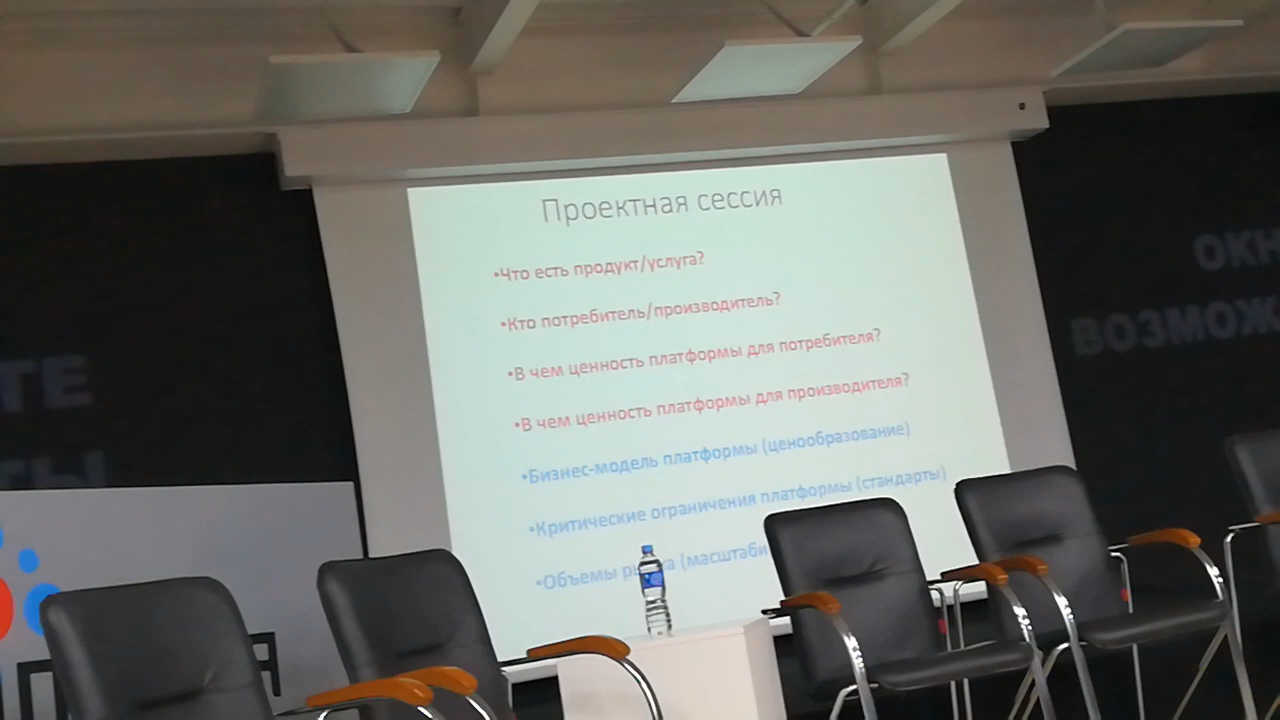 Проектная сессия
•Что есть продукт/услуга?
•Кто потребитель/производитель?
•В чем ценность платформы для потребителя?
•В чем ценность платформы для производителя?
•Бизнес-модель платформы (ценообразование)
•Критические ограничения платформы (стандарты)
•Объемы
ОКН
ВОЗМОЖ
ТЕ
ТЫ